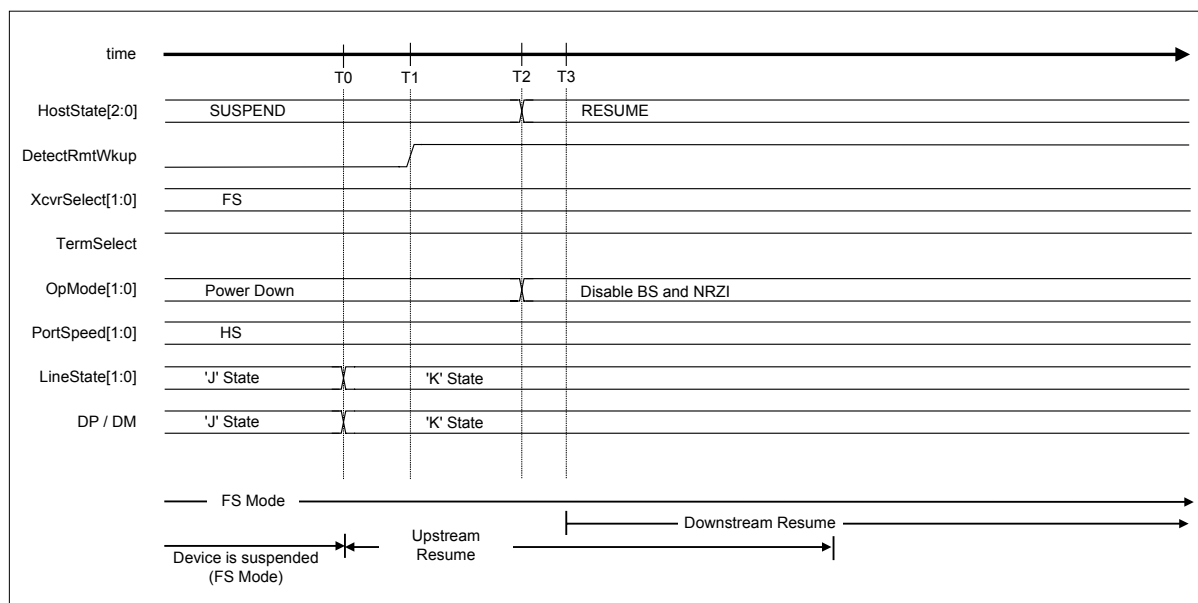 time
T0 T1 T2 T3
HostState[2:0] SUSPEND RESUME
DetectRmtWkup
XcvrSelect[1:0] FS
TermSelect
OpMode[1:0] Power Down Disable BS and NRZI
PortSpeed[1:0] HS
LineState[1:0] 'J' State 'K' State
DP / DM 'J' State 'K' State
FS Mode
Downstream Resume
Upstream
Resume
Device is suspended
(FS Mode)